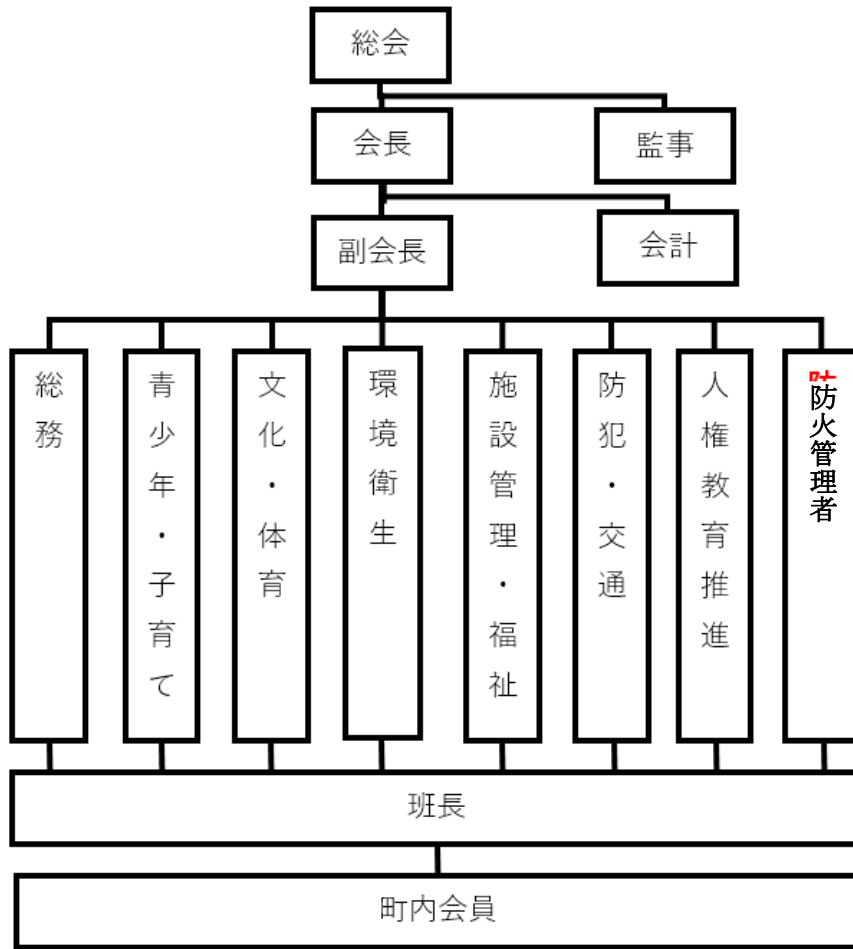 総会
会長
監事
副会長
会計
総務
青少年・子育て
文化・体育
環境衛生
施設管理・福祉
防犯・交通
人権教育推進
防火管理者
班長
町内会員